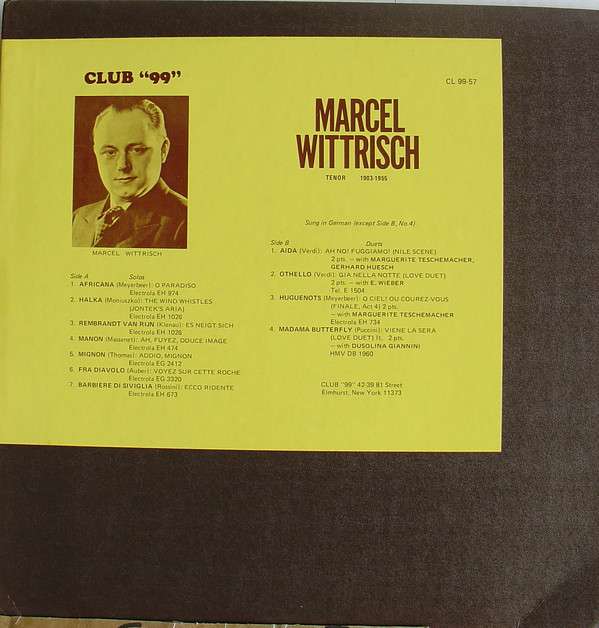 CLUB "99"
CL 99-57
MARCEL WITTRISCH
MARCEL
WITTRISCH
TENOR 1903-1955
Sung in German (except Side B, No.4)
Side A Solos
1. AFRICANA (Meyerbeer): O PARADISO
Electrola EH 974
2. HALKA (Moniuszko): THE WIND WHISTLES
(JONTEK'S ARIA)
Electrola EH 1026
3. REMBRANDT VAN RIJN (Klenau): ES NEIGT SICH
Electrola EH 1026
4. MANON (Massenet): AH, FUYEZ, DOUCE IMAGE
Electrola EH 474
5. MIGNON (Thomas): ADDIO, MIGNON
Electrola EG 2412
6. FRA DIAVOLO (Auber): VOYEZ SUR CETTE ROCHE
Electrola EG 3320
7. BARBIERE DI SIVIGLIA (Rossini): ECCO RIDENTE
Electrola EH 673
Side B Duets
1. AIDA (Verdi): AH NO! FUGGIAMO! (NILE SCENE)
2 pts. — with MARGUERITE TESCHEMACHER,
GERHARD HUESCH
2. OTHELLO (Verdi): GIA NELLA NOTTE (LOVE DUET)
2 pts. — with E. WIEBER
Tel. E 1504
3. HUGUENOTS (Meyerbeer): O CIEL! OU COUREZ-VOUS
(FINALE, Act 4) 2 pts.
— with MARGUERITE TESCHEMACHER
Electrola EH 734
4. MADAMA BUTTERFLY (Puccini): VIENE LA SERA
(LOVE DUET) It. 2 pts.
— with DUSOLINA GIANNINI
HMV DB 1960
CLUB "99" 42-39 81 Street
Elmhurst, New York 11373